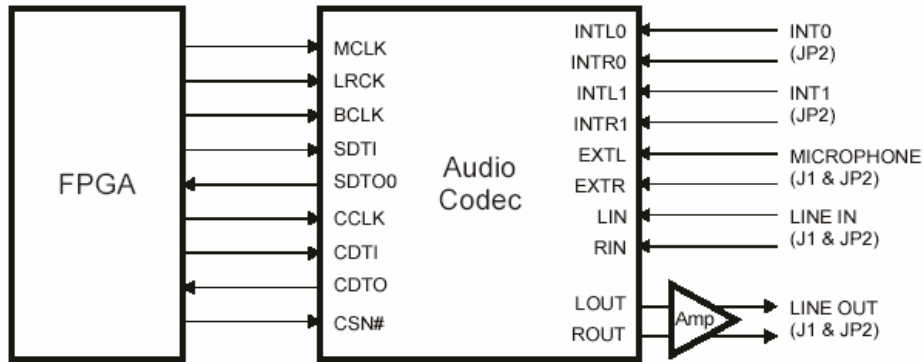 FPGA
MCLK
LRCK
BCLK
SDTI
SDTO0
CCLK
CDTI
CDTO
CSN#
Audio
Codec
INTL0
INTR0
INTL1
INTR1
EXTL
EXTR
LIN
RIN
LOUT
ROUT
Amp
INT0
(JP2)
INT1
(JP2)
MICROPHONE
(J1 & JP2)
LINE IN
(J1 & JP2)
LINE OUT
(J1 & JP2)